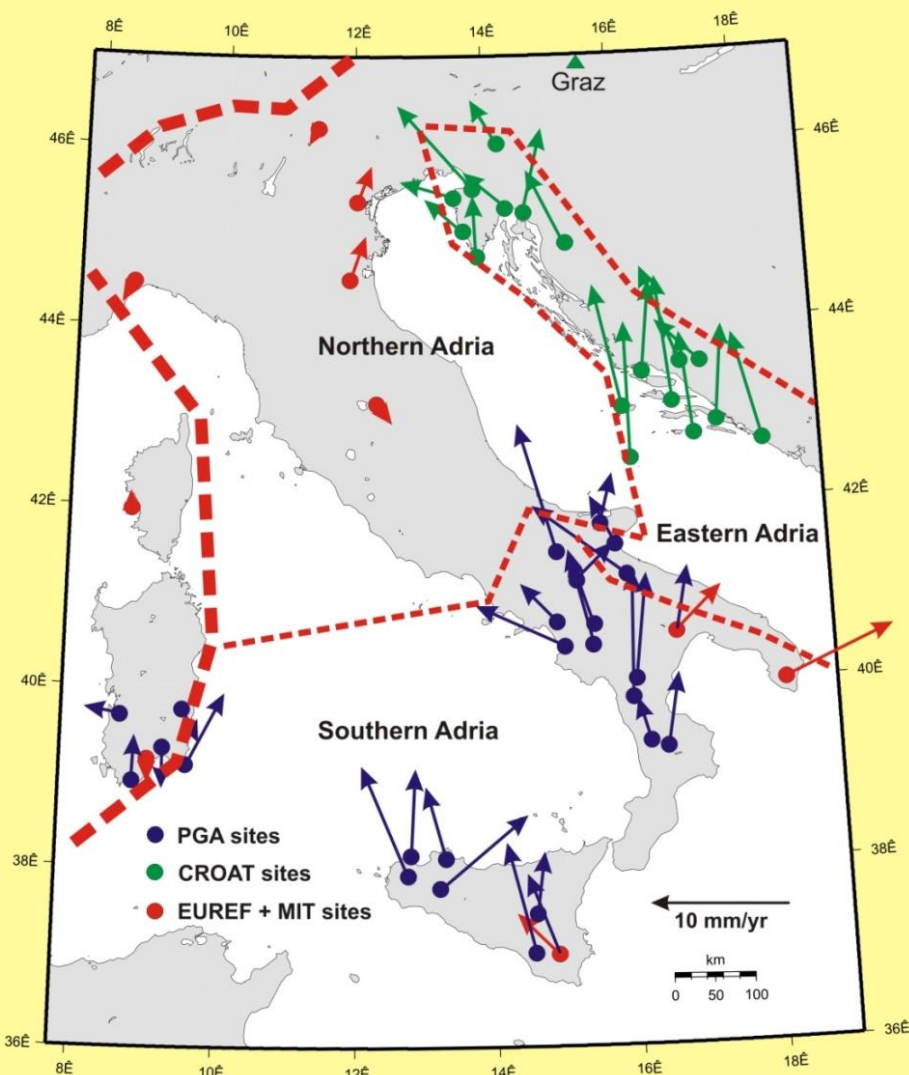 8Ê
10Ê
12Ê
14Ê
16Ê
18Ê
Graz
46Ê
46Ê
44Ê
44Ê
Northern Adria
42Ê
42Ê
Eastern Adria
40Ê
40Ê
Southern Adria
PGA sites
38Ê
38Ê
CROAT sites
EUREF + MIT sites
10 mm/yr
km
0 50 100
36Ê
36Ê
8Ê
10Ê
12Ê
14Ê
16Ê
18Ê